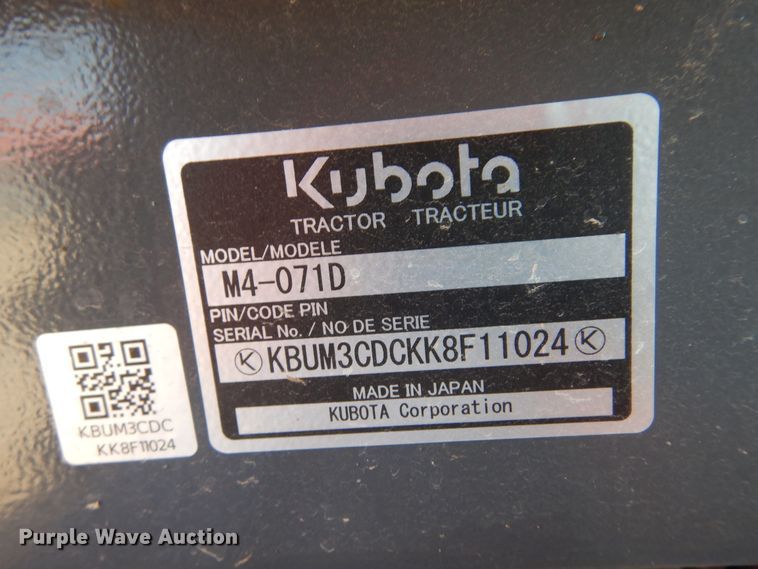 Kubota
TRACTOR TRACTEUR
MODEL/MODELE
M4-071D
PIN/CODE PIN
SERIAL No. / NO DE SERIE
K KBUM3CDCKK8F11024 K
MADE IN JAPAN
KUBOTA Corporation
KBUM3CDC
KK8F11024
Purple Wave Auction